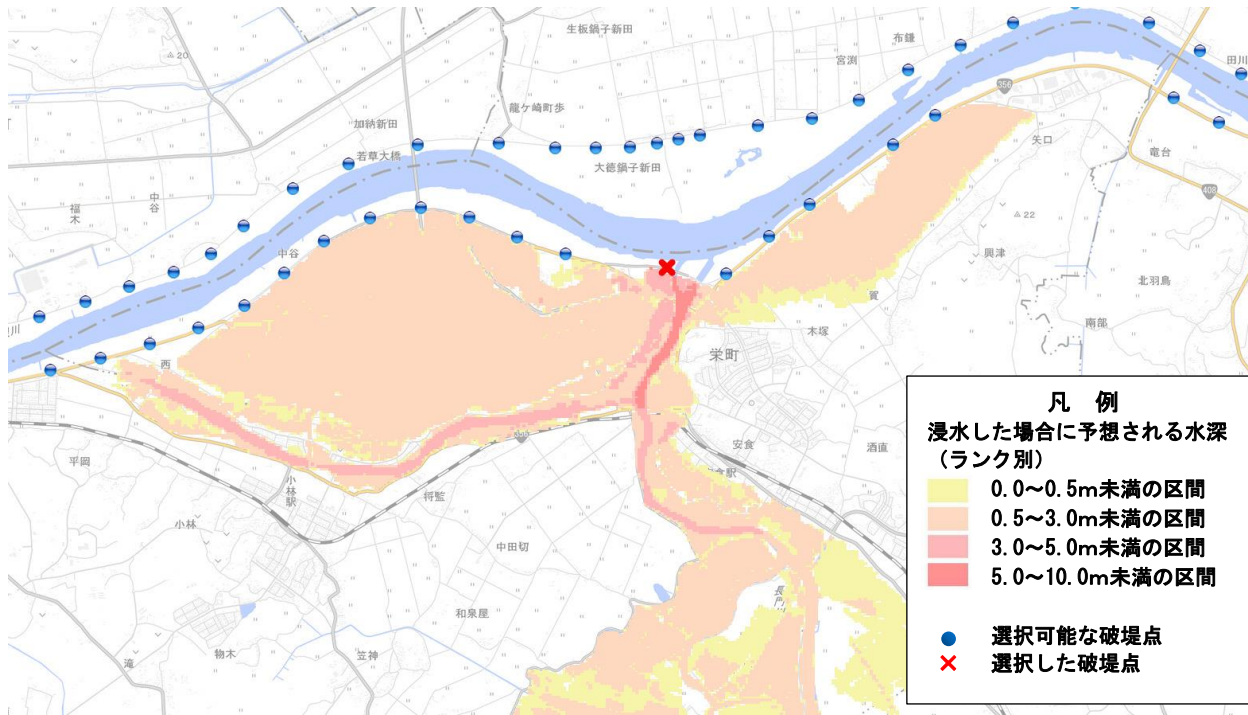 生板鍋子新田
布鎌
宮渕
20
田川
龍ケ崎町歩
加納新田
356
若草大橋
大徳鍋子新田
矢口
竜台
中谷
福木
408
22
中谷
興津
北羽鳥
賀
南部
木塚
栄町
西
安食
酒直
平岡
小林駅
将監
小林
中田切
長門川
和泉屋
物木
笠神
滝
凡 例
浸水した場合に予想される水深
(ランク別)
0.0~0.5m未満の区間
0.5~3.0m未満の区間
3.0~5.0m未満の区間
5.0~10.0m未満の区間
選択可能な破堤点
選択した破堤点